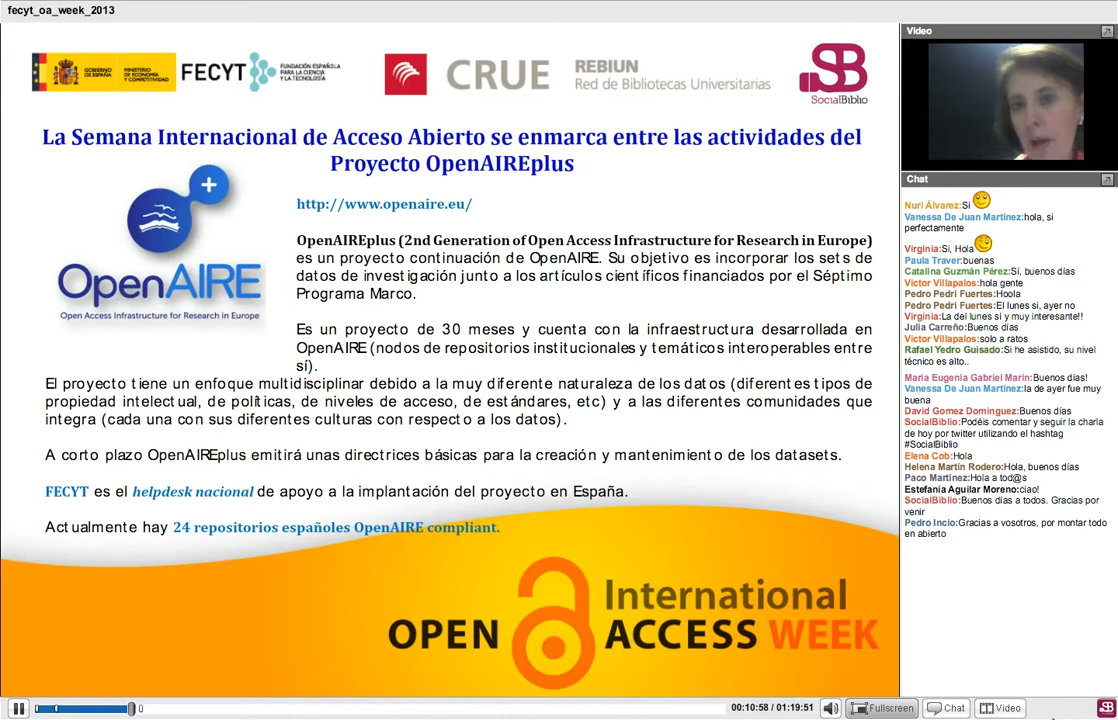 fecyt_oa_week_2013
GOBIERNO
DE ESPAÑA
MINISTERIO
DE ECONOMÍA
Y COMPETITIVIDAD
FECYT
FUNDACIÓN ESPAÑOLA
PARA LA CIENCIA
Y LA TECNOLOGÍA
CRUE
REBIUN
Red de Bibliotecas Universitarias
SB
SocialBiblio
La Semana Internacional de Acceso Abierto se enmarca entre las actividades del
Proyecto OpenAIREplus
OpenAIRE
Open Access Infrastructure for Research in Europe
http://www.openaire.eu/
OpenAIREplus (2nd Generation of Open Access Infrastructure for Research in Europe)
es un proyecto continuación de OpenAIRE. Su objetivo es incorporar los sets de
datos de investigación junto a los artículos científicos financiados por el Séptimo
Programa Marco.
Es un proyecto de 30 meses y cuenta con la infraestructura desarrollada en
OpenAIRE (nodos de repositorios institucionales y temáticos interoperables entre
sí).
El proyecto tiene un enfoque multidisciplinar debido a la muy diferente naturaleza de los datos (diferentes tipos de
propiedad intelectual, de políticas, de niveles de acceso, de estándares, etc) y a las diferentes comunidades que
integra (cada una con sus diferentes culturas con respecto a los datos).
A corto plazo OpenAIREplus emitirá unas directrices básicas para la creación y mantenimiento de los datasets.
FECYT es el helpdesk nacional de apoyo a la implantación del proyecto en España.
Actualmente hay 24 repositorios españoles OpenAIRE compliant.
International
OPEN ACCESS WEEK
Video
Chat
Nuri Álvarez:Si
Vanessa De Juan Martínez:hola, si
perfectamente
Virginia:Si, Hola
Paula Traver:buenas
Catalina Guzmán Pérez:Sí, buenos días
Victor Villapalos:hola gente
Pedro Pedri Fuertes:Hoola
Pedro Pedri Fuertes:El lunes si, ayer no
Virginia:La del lunes sí y muy interesante!!
Julia Carreño:Buenos días
Victor Villapalos:solo a ratos
Rafael Yedro Guisado:Si he asistido, su nivel
técnico es alto..
Maria Eugenia Gabriel Marín:Buenos días!
Vanessa De Juan Martínez:la de ayer fue muy
buena
David Gomez Dominguez:Buenos días
SocialBiblio:Podéis comentar y seguir la charla
de hoy por twitter utilizando el hashtag
#SocialBiblio
Elena Cob:Hola
Helena Martín Rodero:Hola, buenos días
Paco Martínez:Hola a tod@s
Estefanía Aguilar Moreno:ciao!
SocialBiblio:Buenos días a todos. Gracias por
venir
Pedro Incio:Gracias a vosotros, por montar todo
en abierto
00:10:58 / 01:19:51
Fullscreen
Chat
Video
SB